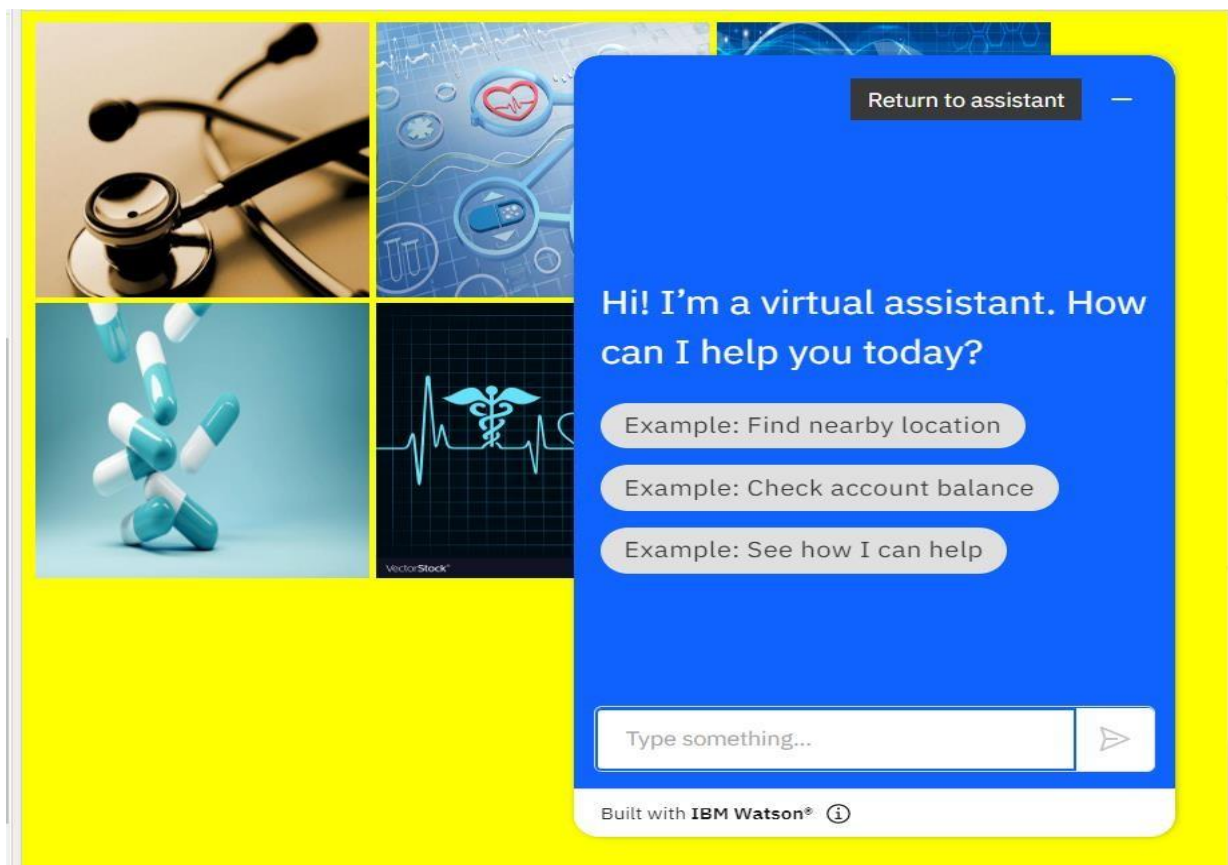 Return to assistant
Hi! I’m a virtual assistant. How
can I help you today?
Example: Find nearby location
Example: Check account balance
Example: See how I can help
VectorStock®
Type something...
Built with IBM Watson®